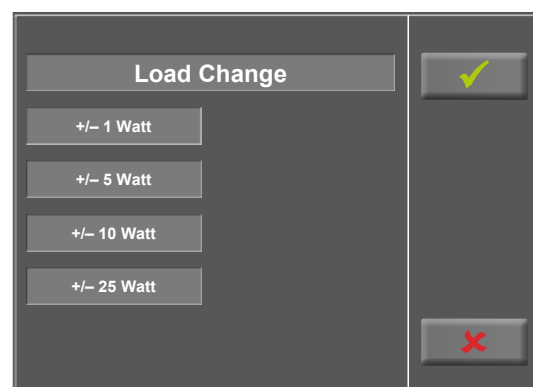 Load Change
+/– 1 Watt
+/– 5 Watt
+/– 10 Watt
+/– 25 Watt